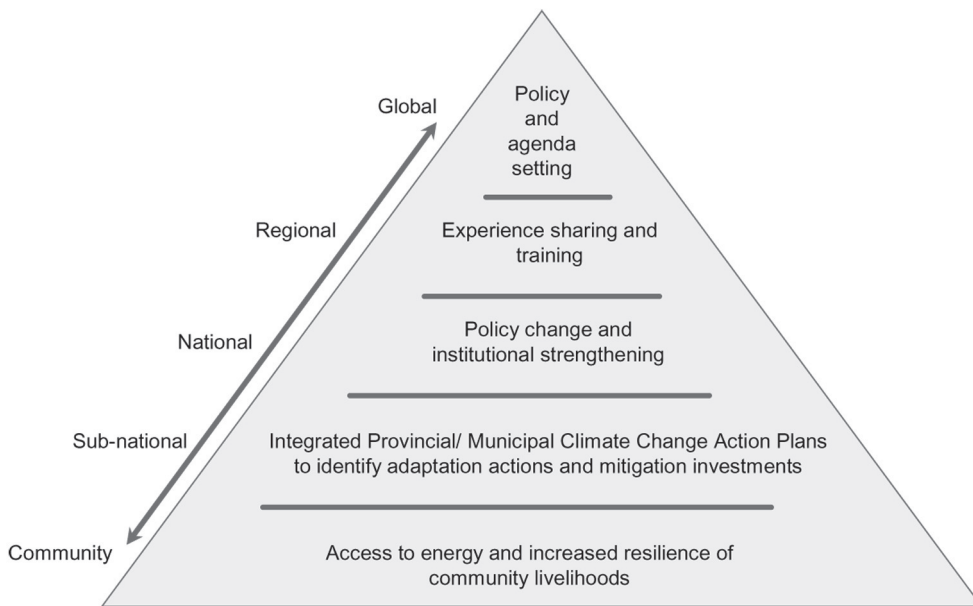 Global
Policy
and
agenda
setting
Regional
Experience sharing and
training
National
Policy change and
institutional strengthening
Sub-national
Integrated Provincial/ Municipal Climate Change Action Plans
to identify adaptation actions and mitigation investments
Community
Access to energy and increased resilience of
community livelihoods